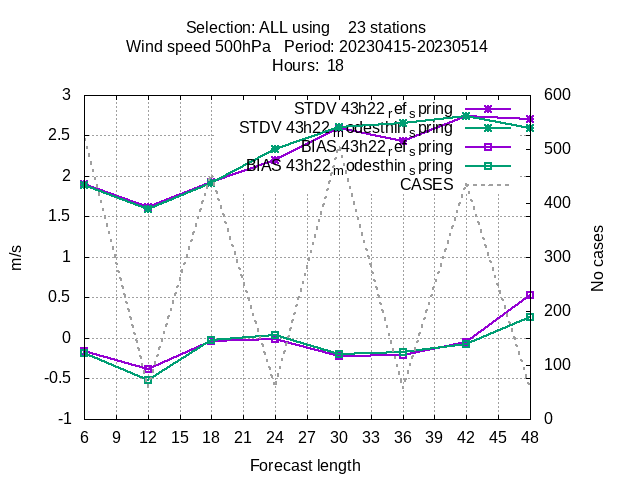 Selection: ALL using 23 stations
Wind speed 500hPa Period: 20230415-20230514
Hours: 18
STDV 43h22_ref_spring
STDV 43h22_modesthin_spring
BIAS 43h22_ref_spring
BIAS 43h22_modesthin_spring
CASES
3
2.5
2
1.5
1
0.5
0
-0.5
-1
m/s
600
500
400
300
200
100
0
No cases
6 9 12 15 18 21 24 27 30 33 36 39 42 45 48
Forecast length